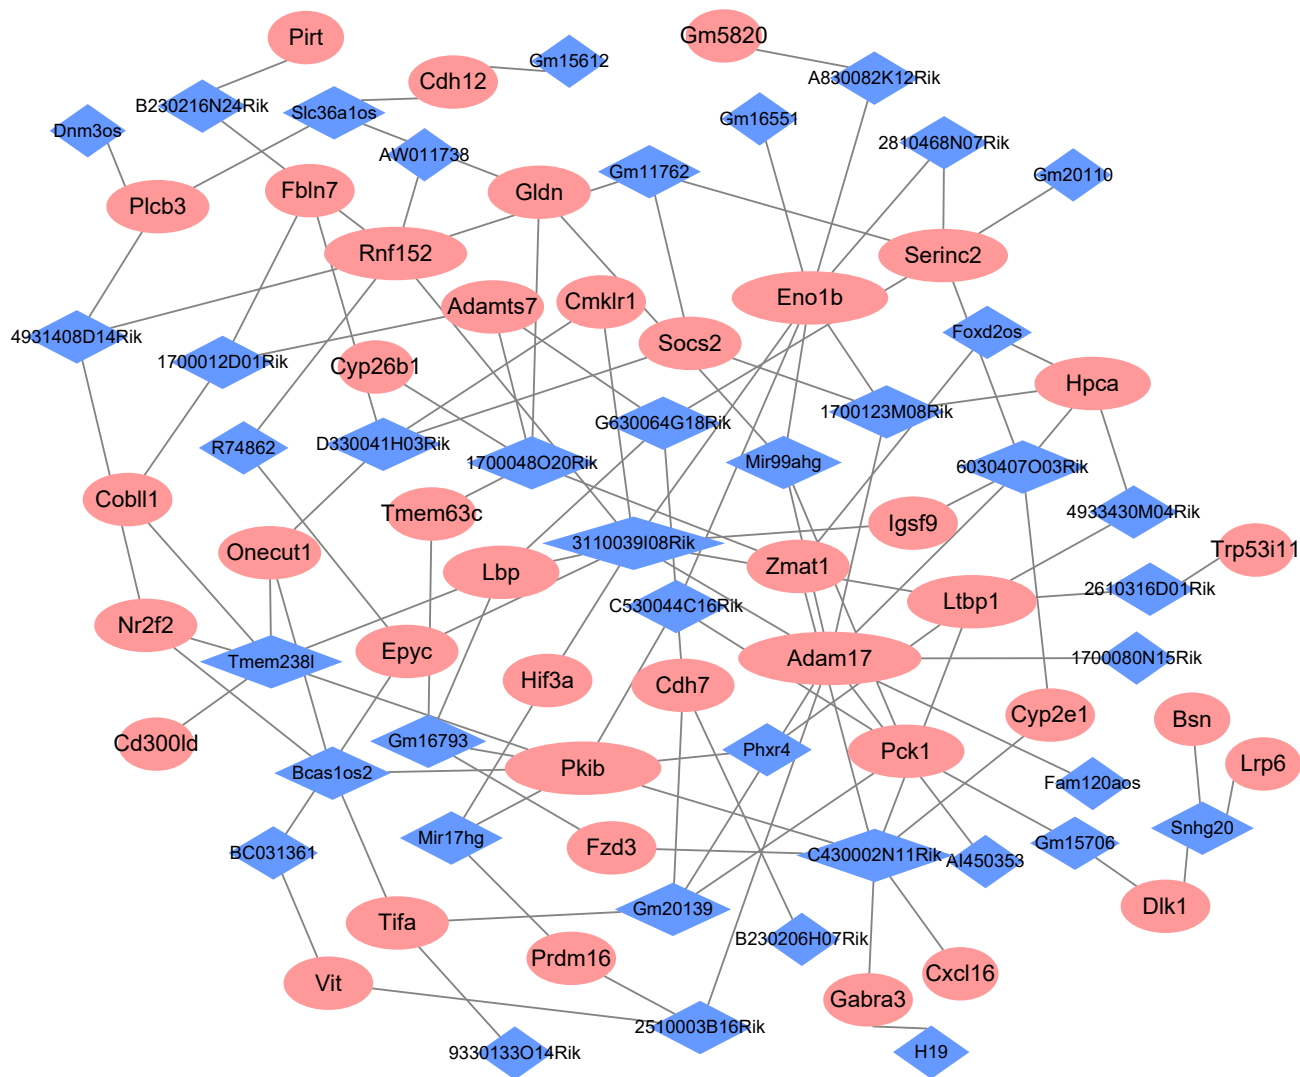 Pirt
Gm5820
Gm15612
Cdh12
A830082K12Rik
B230216N24Rik
Slc36a1os
Gm16551
Dnm3os
2810468N07Rik
AW011738
Gm11762
Gm20110
Fbln7
Gldn
Plcb3
Rnf152
Serinc2
Eno1b
Adamts7
Cmklr1
Foxd2os
4931408D14Rik
Socs2
1700012D01Rik
Cyp26b1
Hpca
1700123M08Rik
G630064G18Rik
D330041H03Rik
R74862
1700048O20Rik
Mir99ahg
6030407O03Rik
Cobll1
Tmem63c
4933430M04Rik
Igsf9
3110039I08Rik
Onecut1
Trp53i11
Lbp
Zmat1
2610316D01Rik
Ltbp1
C530044C16Rik
Nr2f2
Epyc
Tmem238l
Adam17
1700080N15Rik
Hif3a
Cdh7
Cyp2e1
Bsn
Cd300ld
Gm16793
Phxr4
Pck1
Lrp6
Pkib
Bcas1os2
Fam120aos
Snhg20
Mir17hg
Gm15706
Fzd3
BC031361
C430002N11Rik
AI450353
Dlk1
Gm20139
Tifa
B230206H07Rik
Prdm16
Cxcl16
Vit
Gabra3
2510003B16Rik
9330133O14Rik
H19